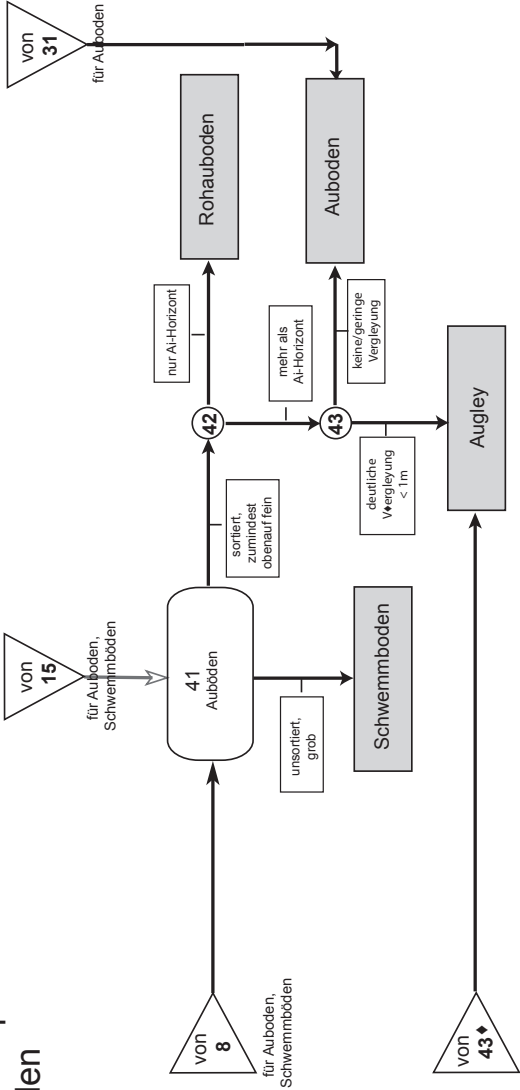 len
von
8
für Auboden,
Schwemmböden
von
15
für Auboden,
Schwemmböden
41
Auböden
unsortiert,
grob
Schwemmboden
sortiert,
zumindest
obenauf fein
42
nur Ai-Horizont
Rohauboden
mehr als
Ai-Horizont
43
keine/geringe
Vergleyung
Auboden
von
31
für Auboden
deutliche
V♦ergleyung
< 1m
Augley
von
43♦